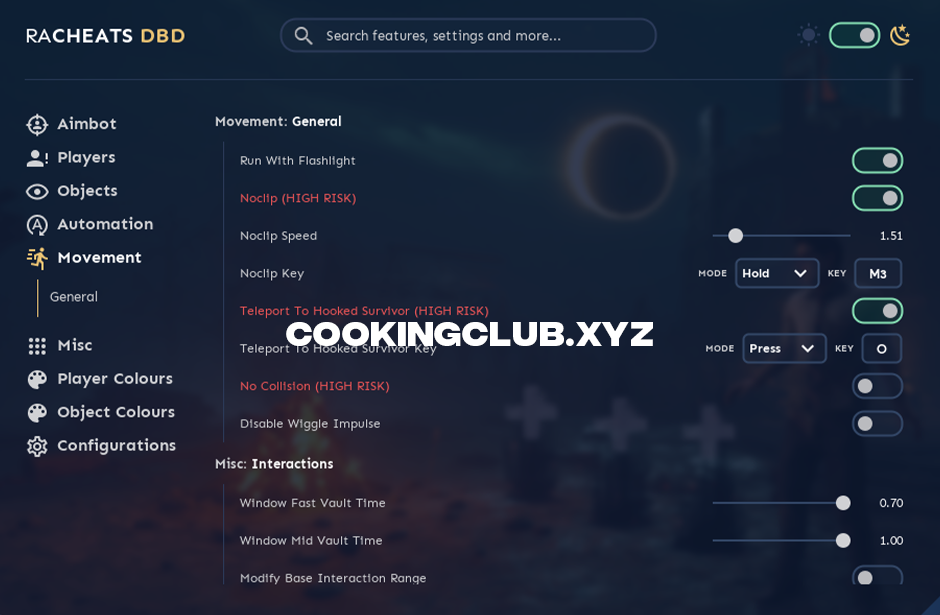 RACHEATS DBD
Search features, settings and more...
Aimbot
Players
Objects
Automation
Movement
General
Misc
Player Colours
Object Colours
Configurations
Movement: General
Run With Flashlight
Noclip (HIGH RISK)
Noclip Speed 1.51
Noclip Key MODE Hold KEY M3
Teleport To Hooked Survivor (HIGH RISK)
COOKINGCLUB.XYZ
Teleport To Hooked Survivor Key MODE Press KEY O
No Collision (HIGH RISK)
Disable Wiggle Impulse
Misc: Interactions
Window Fast Vault Time 0.70
Window Mid Vault Time 1.00
Modify Base Interaction Range